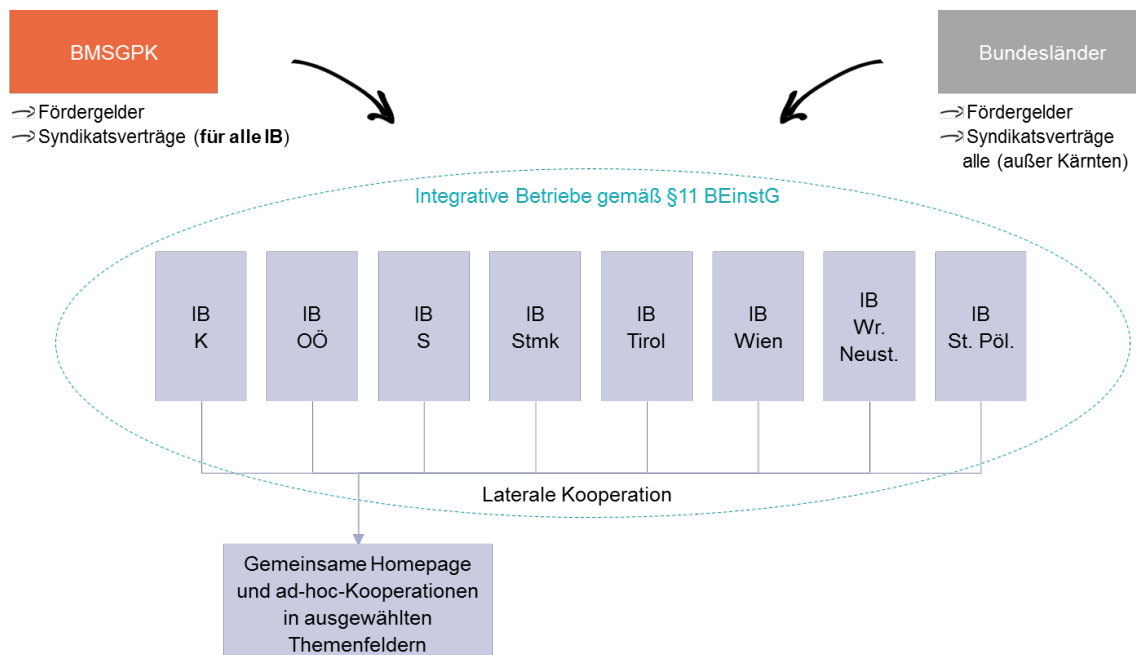 BMSGPK
Fördergelder
Syndikatsverträge (für alle IB)
Bundesländer
Fördergelder
Syndikatsverträge
alle (außer Kärnten)
Integrative Betriebe gemäß §11 BEinstG
IB
K
IB
OÖ
IB
S
IB
Stmk
IB
Tirol
IB
Wien
IB
Wr.
Neust.
IB
St. Pöl.
Laterale Kooperation
Gemeinsame Homepage
und ad-hoc-Kooperationen
in ausgewählten
Themenfeldern